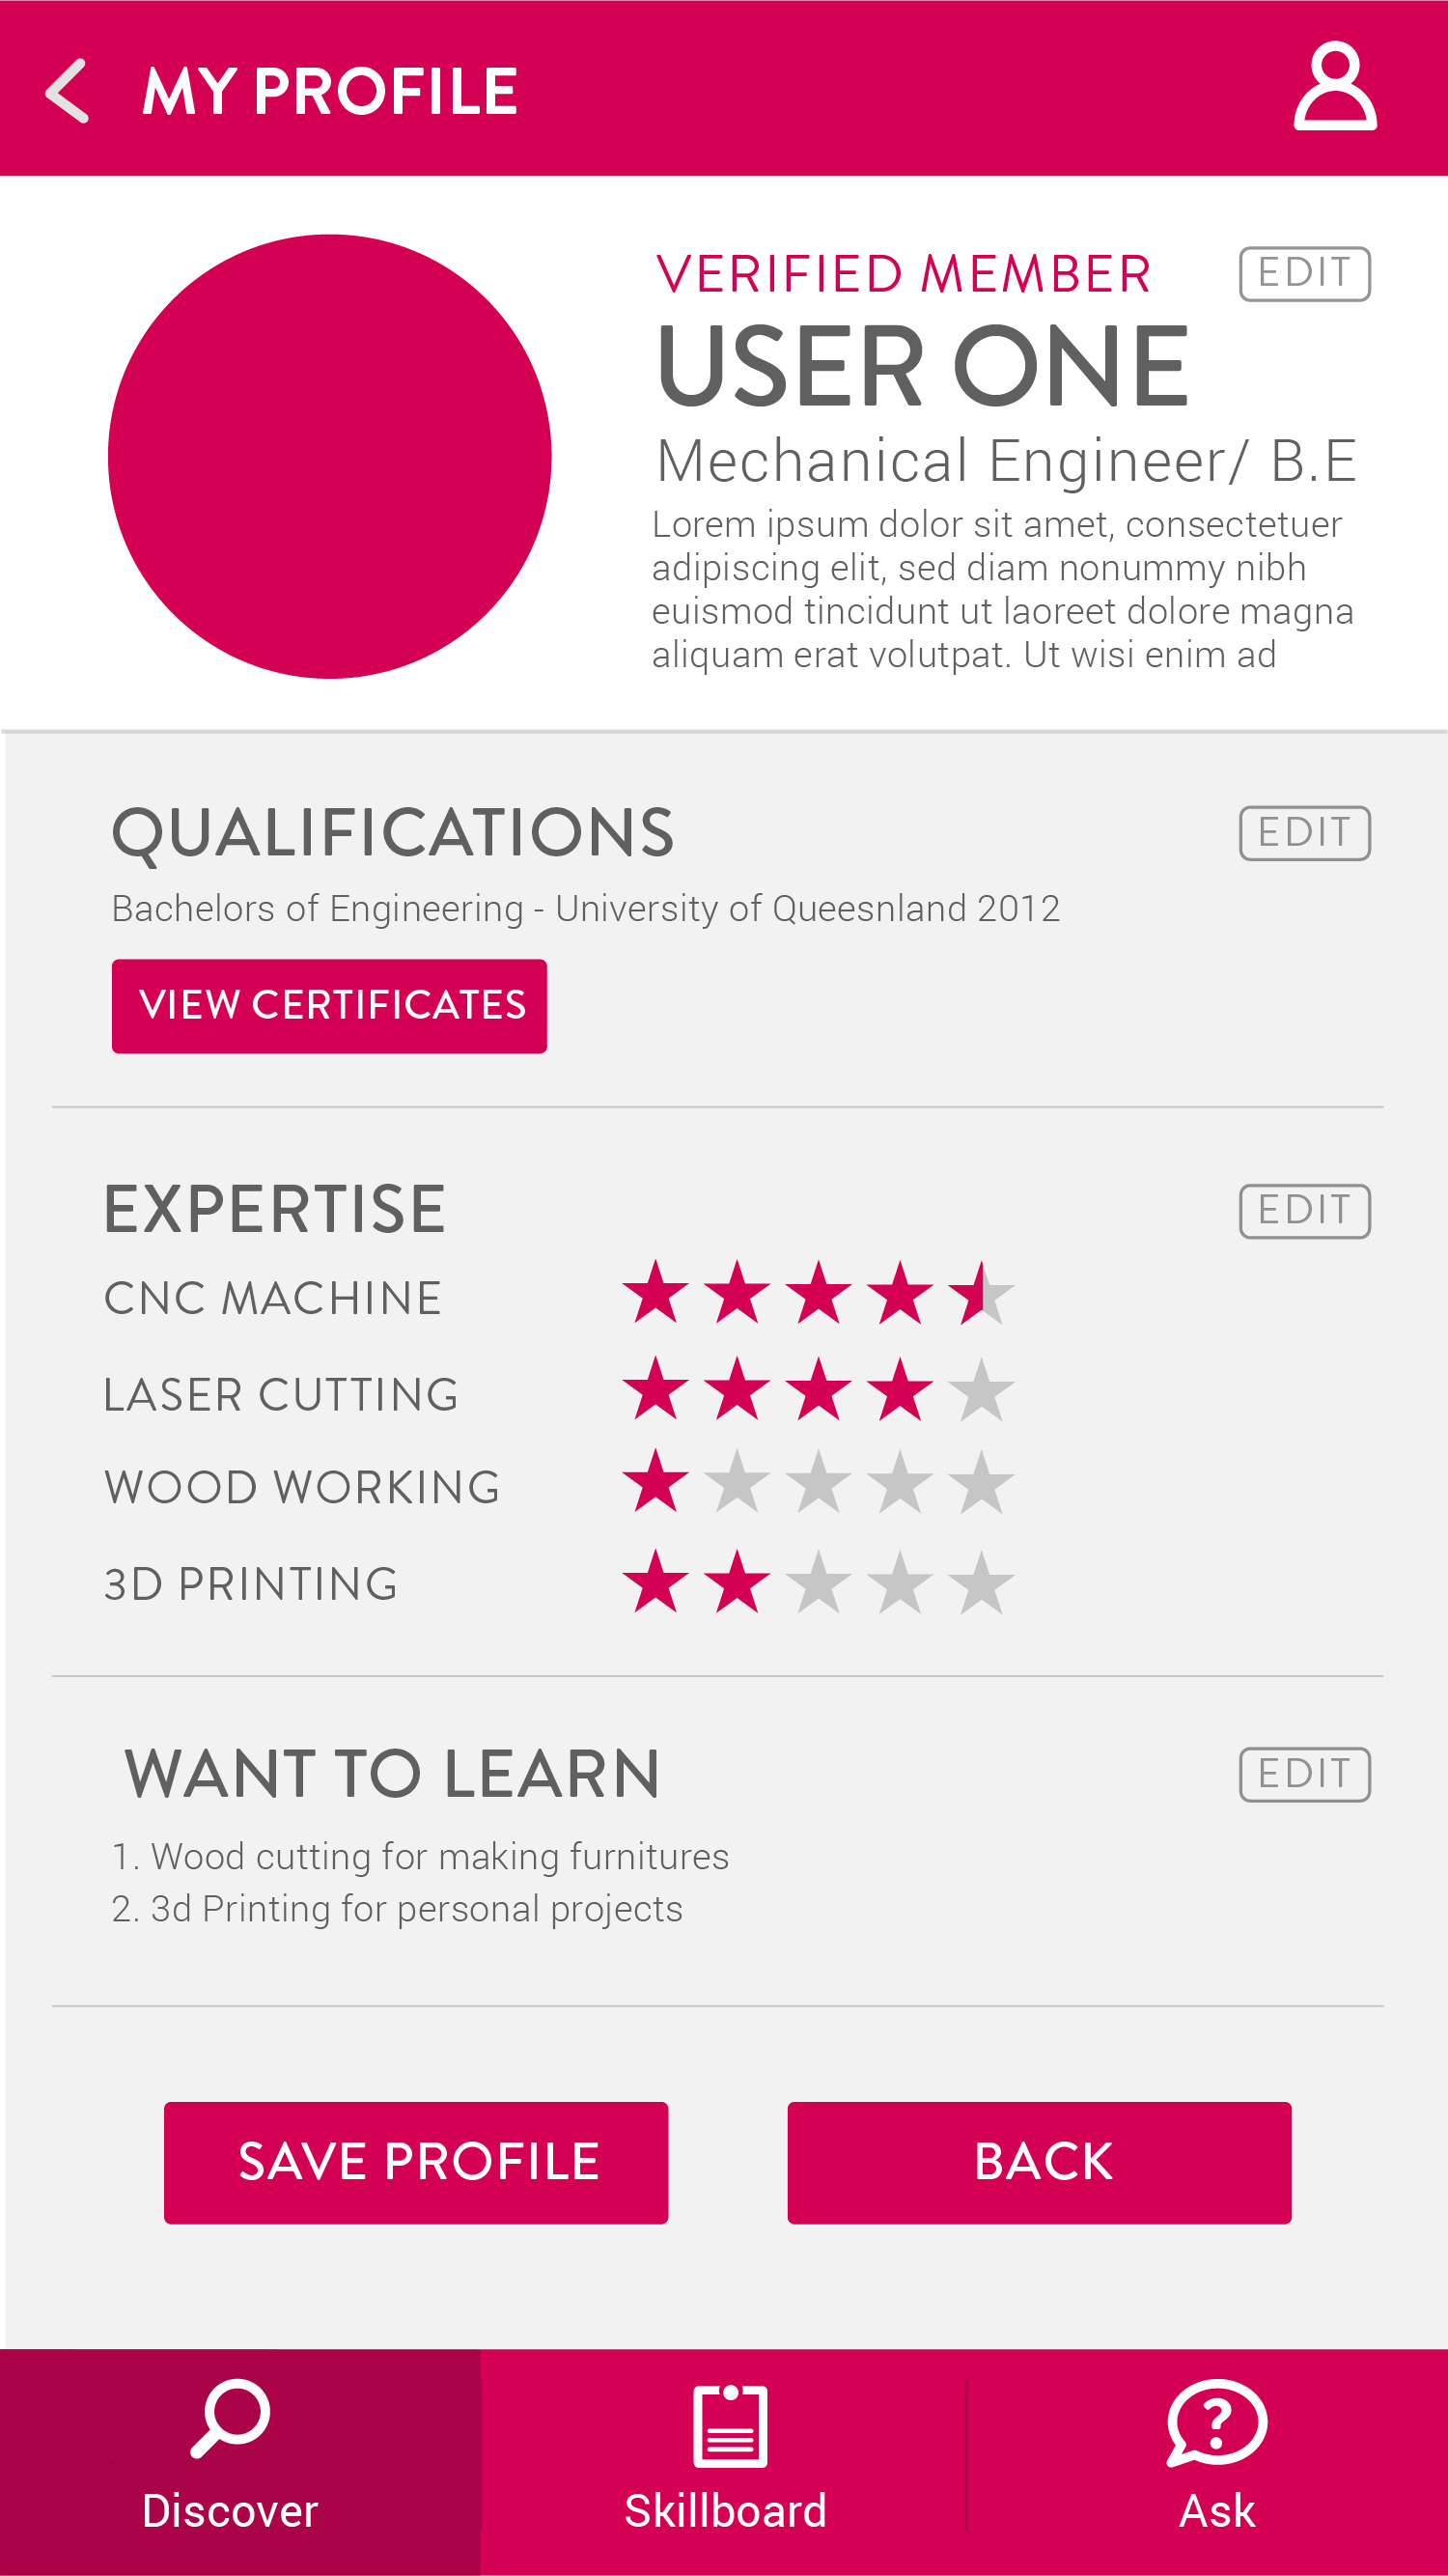 MY PROFILE
VERIFIED MEMBER EDIT
USER ONE
Mechanical Engineer/ B.E
Lorem ipsum dolor sit amet, consectetuer
adipiscing elit, sed diam nonummy nibh
euismod tincidunt ut laoreet dolore magna
aliquam erat volutpat. Ut wisi enim ad
QUALIFICATIONS EDIT
Bachelors of Engineering - University of Queesnland 2012
VIEW CERTIFICATES
EXPERTISE EDIT
CNC MACHINE
LASER CUTTING
WOOD WORKING
3D PRINTING
WANT TO LEARN EDIT
1. Wood cutting for making furnitures
2. 3d Printing for personal projects
SAVE PROFILE BACK
Discover Skillboard Ask